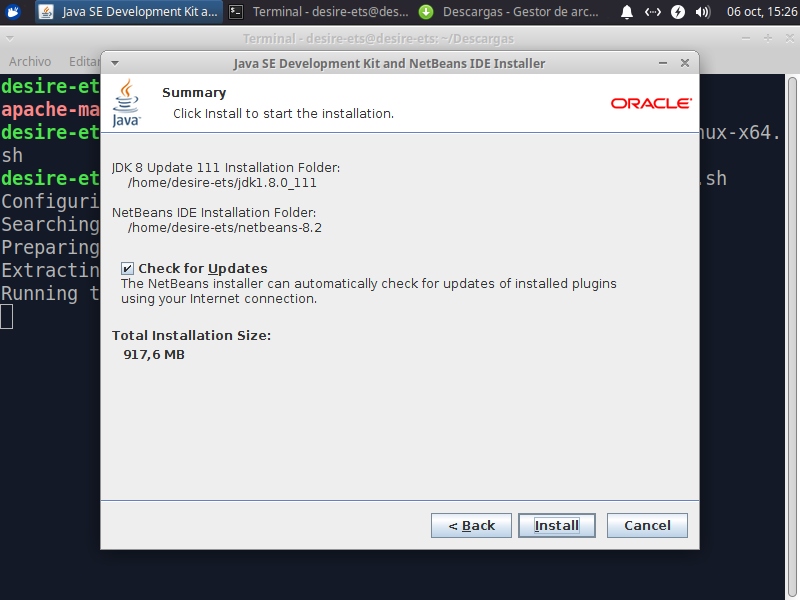 Java SE Development Kit a...
Terminal - desire-ets@des...
Descargas - Gestor de arc...
06 oct, 15:26
Terminal - desire-ets@desire-ets: ~/Descargas
Archivo
Editar
desire-et
apache-ma
desire-et
nux-x64.
sh
desire-et
.sh
Configuri
Searching
Preparing
Extractin
Running t
Java SE Development Kit and NetBeans IDE Installer
Java
Summary
Click Install to start the installation.
ORACLE
JDK 8 Update 111 Installation Folder:
/home/desire-ets/jdk1.8.0_111
NetBeans IDE Installation Folder:
/home/desire-ets/netbeans-8.2
Check for Updates
The NetBeans installer can automatically check for updates of installed plugins
using your Internet connection.
Total Installation Size:
917,6 MB
< Back
Install
Cancel